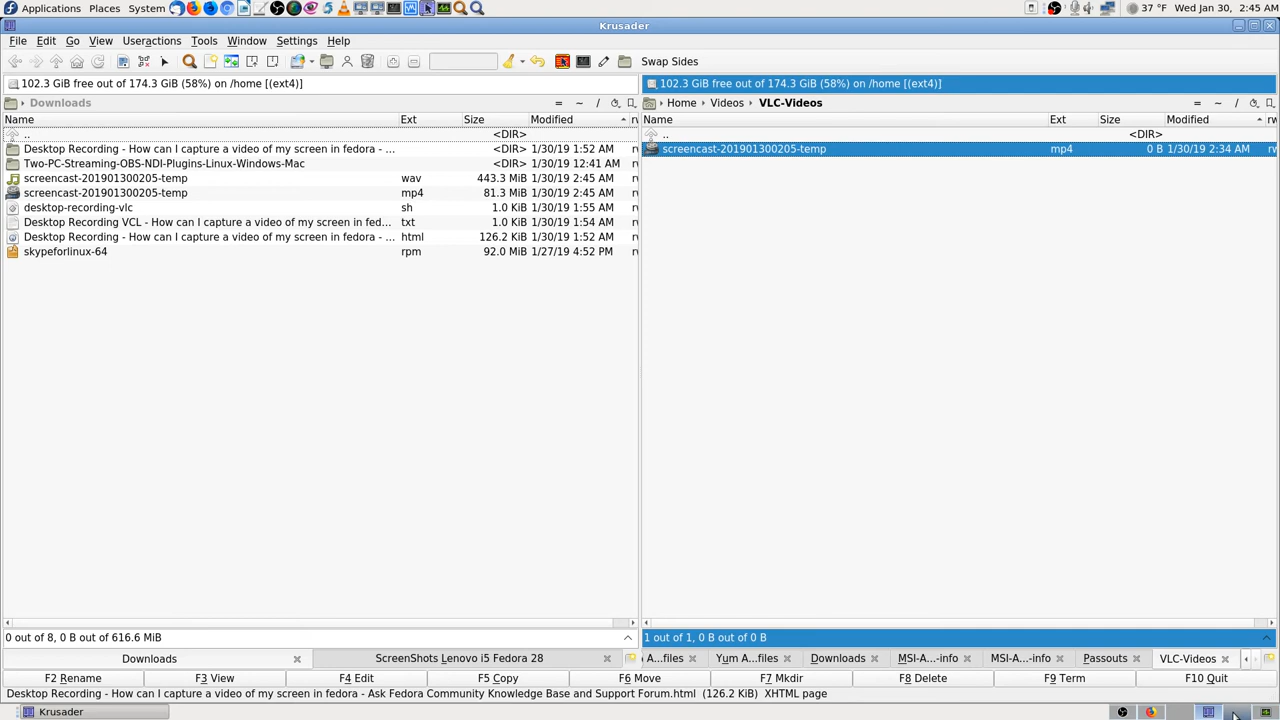 Applications Places System 37 °F Wed Jan 30, 2:45 AM
Krusader
File Edit Go View Useractions Tools Window Settings Help
Swap Sides
102.3 GiB free out of 174.3 GiB (58%) on /home [(ext4)] 102.3 GiB free out of 174.3 GiB (58%) on /home [(ext4)]
Downloads = ~ / Home Videos VLC-Videos = ~ /
Name Ext Size Modified rw Name Ext Size Modified rw
.. <DIR> .. <DIR>
Desktop Recording - How can I capture a video of my screen in fedora - ... <DIR> 1/30/19 1:52 AM screencast-201901300205-temp mp4 0 B 1/30/19 2:34 AM
Two-PC-Streaming-OBS-NDI-Plugins-Linux-Windows-Mac <DIR> 1/30/19 12:41 AM
screencast-201901300205-temp wav 443.3 MiB 1/30/19 2:45 AM
screencast-201901300205-temp mp4 81.3 MiB 1/30/19 2:45 AM
desktop-recording-vlc sh 1.0 KiB 1/30/19 1:55 AM
Desktop Recording VCL - How can I capture a video of my screen in fed... txt 1.0 KiB 1/30/19 1:54 AM
Desktop Recording - How can I capture a video of my screen in fedora - ... html 126.2 KiB 1/30/19 1:52 AM
skypeforlinux-64 rpm 92.0 MiB 1/27/19 4:52 PM
0 out of 8, 0 B out of 616.6 MiB 1 out of 1, 0 B out of 0 B
Downloads ScreenShots Lenovo i5 Fedora 28 A...files Yum A...files Downloads MSI-A...-info MSI-A...-info Passouts VLC-Videos
F2 Rename F3 View F4 Edit F5 Copy F6 Move F7 Mkdir F8 Delete F9 Term F10 Quit
Desktop Recording - How can I capture a video of my screen in fedora - Ask Fedora Community Knowledge Base and Support Forum.html (126.2 KiB) XHTML page
Krusader